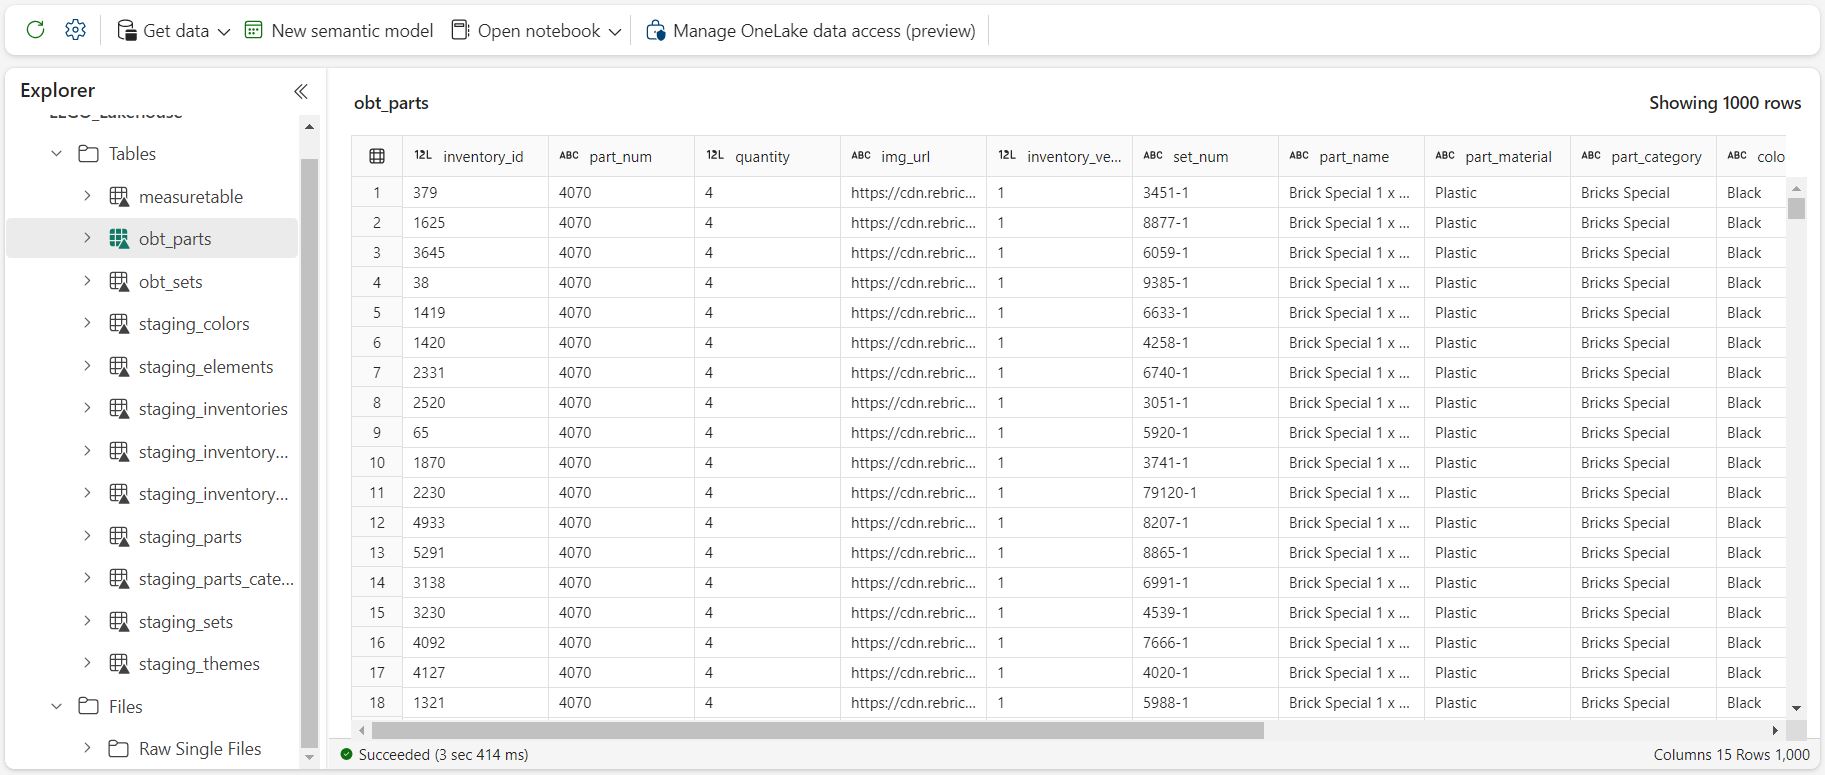 Get data New semantic model Open notebook Manage OneLake data access (preview)
Explorer
LEGO_Lakehouse
Tables
measuretable
obt_parts
obt_sets
staging_colors
staging_elements
staging_inventories
staging_inventory...
staging_inventory...
staging_parts
staging_parts_cate...
staging_sets
staging_themes
Files
Raw Single Files
obt_parts Showing 1000 rows
12L inventory_id ABC part_num 12L quantity ABC img_url 12L inventory_ve... ABC set_num ABC part_name ABC part_material ABC part_category ABC colo
1 379 4070 4 https://cdn.rebric... 1 3451-1 Brick Special 1 x ... Plastic Bricks Special Black
2 1625 4070 4 https://cdn.rebric... 1 8877-1 Brick Special 1 x ... Plastic Bricks Special Black
3 3645 4070 4 https://cdn.rebric... 1 6059-1 Brick Special 1 x ... Plastic Bricks Special Black
4 38 4070 4 https://cdn.rebric... 1 9385-1 Brick Special 1 x ... Plastic Bricks Special Black
5 1419 4070 4 https://cdn.rebric... 1 6633-1 Brick Special 1 x ... Plastic Bricks Special Black
6 1420 4070 4 https://cdn.rebric... 1 4258-1 Brick Special 1 x ... Plastic Bricks Special Black
7 2331 4070 4 https://cdn.rebric... 1 6740-1 Brick Special 1 x ... Plastic Bricks Special Black
8 2520 4070 4 https://cdn.rebric... 1 3051-1 Brick Special 1 x ... Plastic Bricks Special Black
9 65 4070 4 https://cdn.rebric... 1 5920-1 Brick Special 1 x ... Plastic Bricks Special Black
10 1870 4070 4 https://cdn.rebric... 1 3741-1 Brick Special 1 x ... Plastic Bricks Special Black
11 2230 4070 4 https://cdn.rebric... 1 79120-1 Brick Special 1 x ... Plastic Bricks Special Black
12 4933 4070 4 https://cdn.rebric... 1 8207-1 Brick Special 1 x ... Plastic Bricks Special Black
13 5291 4070 4 https://cdn.rebric... 1 8865-1 Brick Special 1 x ... Plastic Bricks Special Black
14 3138 4070 4 https://cdn.rebric... 1 6991-1 Brick Special 1 x ... Plastic Bricks Special Black
15 3230 4070 4 https://cdn.rebric... 1 4539-1 Brick Special 1 x ... Plastic Bricks Special Black
16 4092 4070 4 https://cdn.rebric... 1 7666-1 Brick Special 1 x ... Plastic Bricks Special Black
17 4127 4070 4 https://cdn.rebric... 1 4020-1 Brick Special 1 x ... Plastic Bricks Special Black
18 1321 4070 4 https://cdn.rebric... 1 5988-1 Brick Special 1 x ... Plastic Bricks Special Black
Succeeded (3 sec 414 ms) Columns 15 Rows 1,000